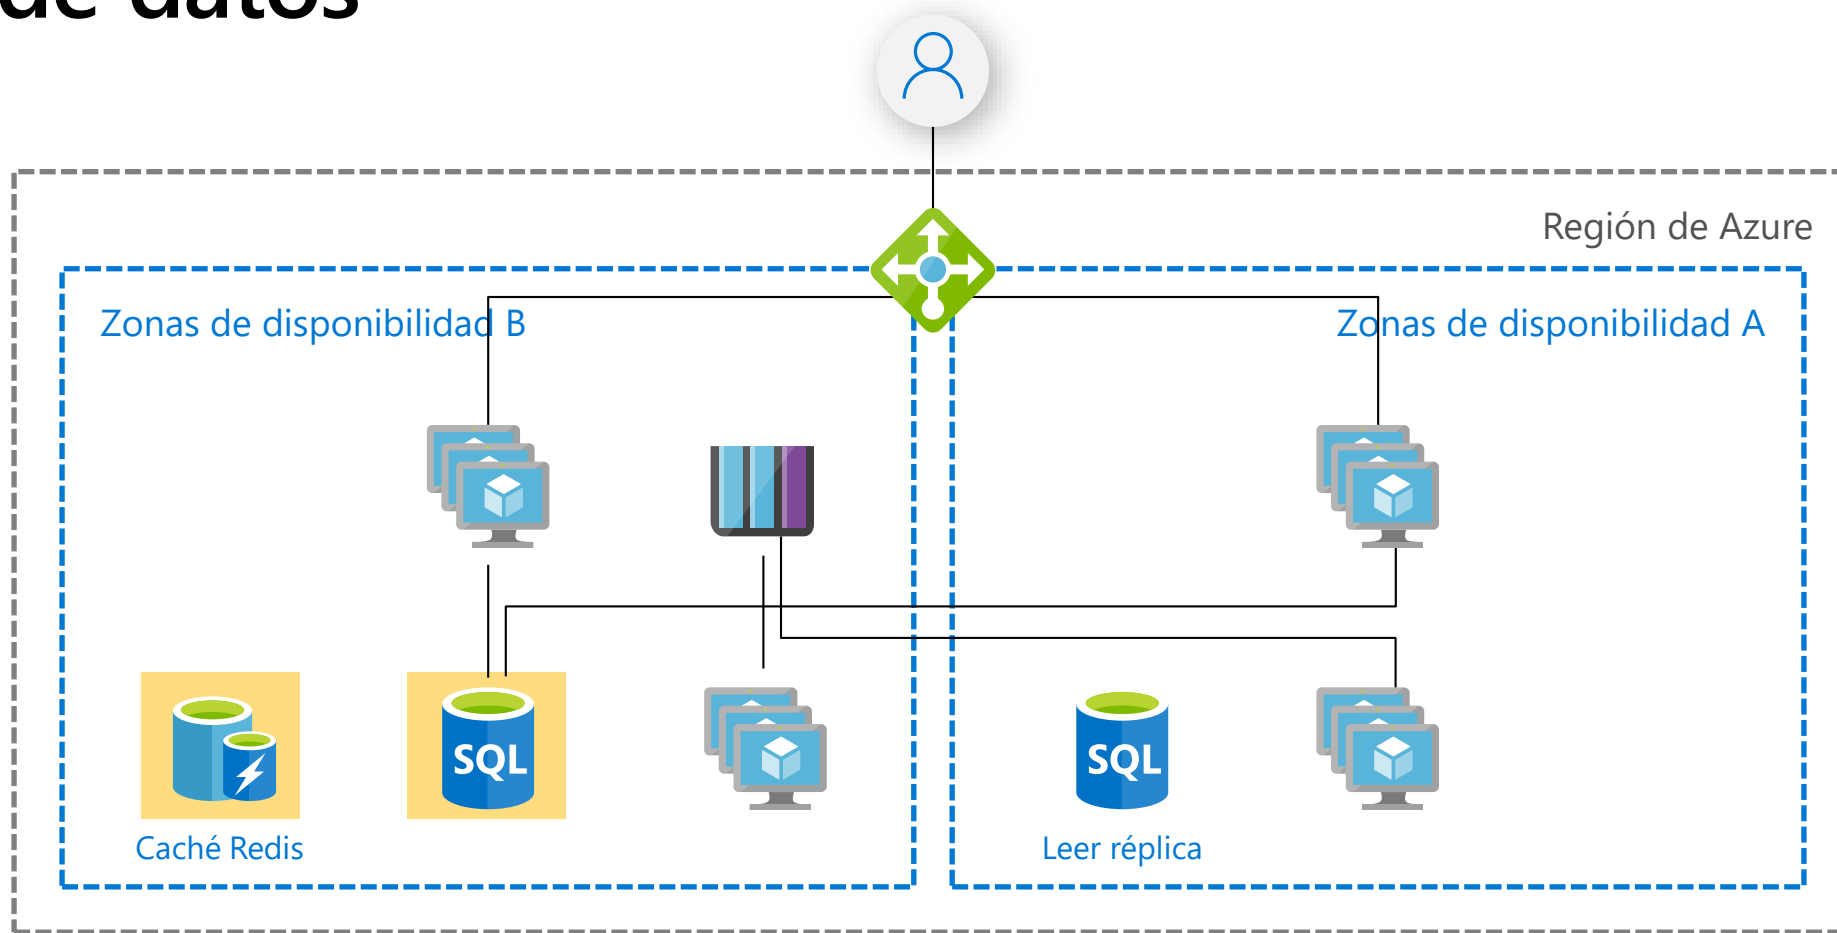 de datos
Región de Azure
Zonas de disponibilidad B
Zonas de disponibilidad A
SQL
SQL
Caché Redis
Leer réplica